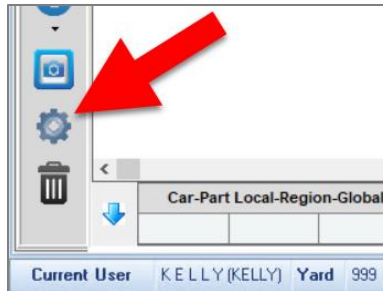 Car-Part Local-Region-Global
Current User K E L L Y (KELLY) Yard 999